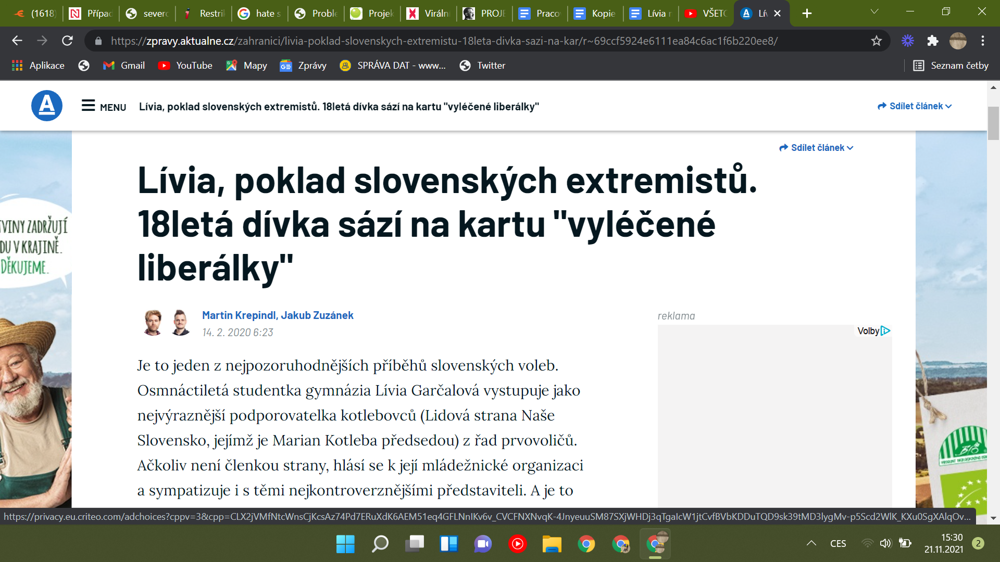 (1618)
Případ
severo
Restri
hate s
Proble
Projek
Viráln
PROJE
Praco
Kopie
Lívia r
VŠETC
Lív
https://zpravy.aktualne.cz/zahranici/livia-poklad-slovenskych-extremistu-18leta-divka-sazi-na-kar/r~69ccf5924e6111ea84c6ac1f6b220ee8/
Aplikace
Gmail
YouTube
Mapy
Zprávy
SPRÁVA DAT - www...
Twitter
Seznam četby
A
MENU
Lívia, poklad slovenských extremistů. 18letá dívka sází na kartu "vyléčené liberálky"
Sdílet článek
Sdílet článek
Lívia, poklad slovenských extremistů.
18letá dívka sází na kartu "vyléčené
liberálky"
Martin Krepindl, Jakub Zuzánek
14. 2. 2020 6:23
Je to jeden z nejpozoruhodnějších příběhů slovenských voleb.
Osmnáctiletá studentka gymnázia Lívia Garčalová vystupuje jako
nejvýraznější podporovatelka kotlebovců (Lidová strana Naše
Slovensko, jejímž je Marian Kotleba předsedou) z řad prvovoličů.
Ačkoliv není členkou strany, hlásí se k její mládežnické organizaci
a sympatizuje i s těmi nejkontroverznějšími představiteli. A je to
reklama
Volby
TVINY ZADRŽUJÍ
DU V KRAJINĚ.
DĚKUJEME.
BIO
https://privacy.eu.criteo.com/adchoices?cppv=3&cpp=CLX2jVMfNtcWnsCjKcsAz74Pd7ERuXdK6AEM51eq4GFLNnIKv6v_CVCFNXNvqK-4JnyeuuSM87SXjWHDj3qTgaIcW1jtCvfBVbKDDuTQD9sk39tMD3lygMv-p5Scd2WlK_KXu0SgXAlqOv...
CES
15:30
21.11.2021
2